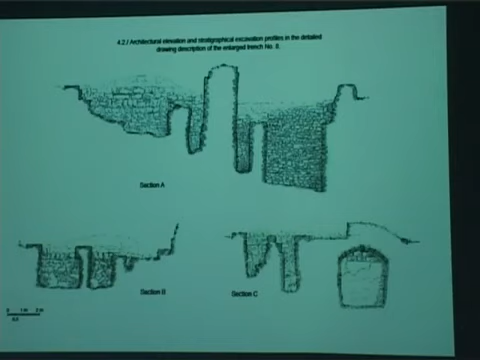 4.2./ Architectural elevation and stratigraphical excavation profiles in the detailed
drawing description of the enlarged trench No. 8.
Section A
Section B
Section C